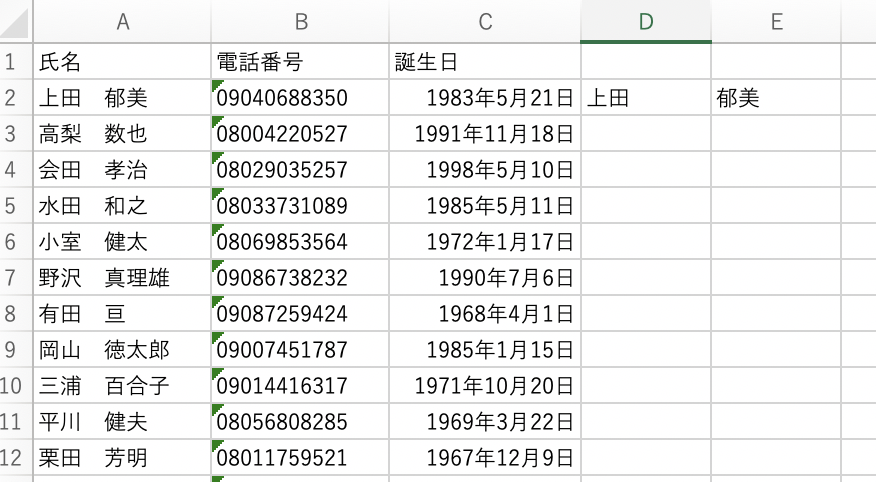 A B C D E
1 氏名 電話番号 誕生日
2 上田　郁美 09040688350 1983年5月21日 上田 郁美
3 高梨　数也 08004220527 1991年11月18日
4 会田　孝治 08029035257 1998年5月10日
5 水田　和之 08033731089 1985年5月11日
6 小室　健太 08069853564 1972年1月17日
7 野沢　真理雄 09086738232 1990年7月6日
8 有田　亘 09087259424 1968年4月1日
9 岡山　徳太郎 09007451787 1985年1月15日
10 三浦　百合子 09014416317 1971年10月20日
11 平川　健夫 08056808285 1969年3月22日
12 栗田　芳明 08011759521 1967年12月9日